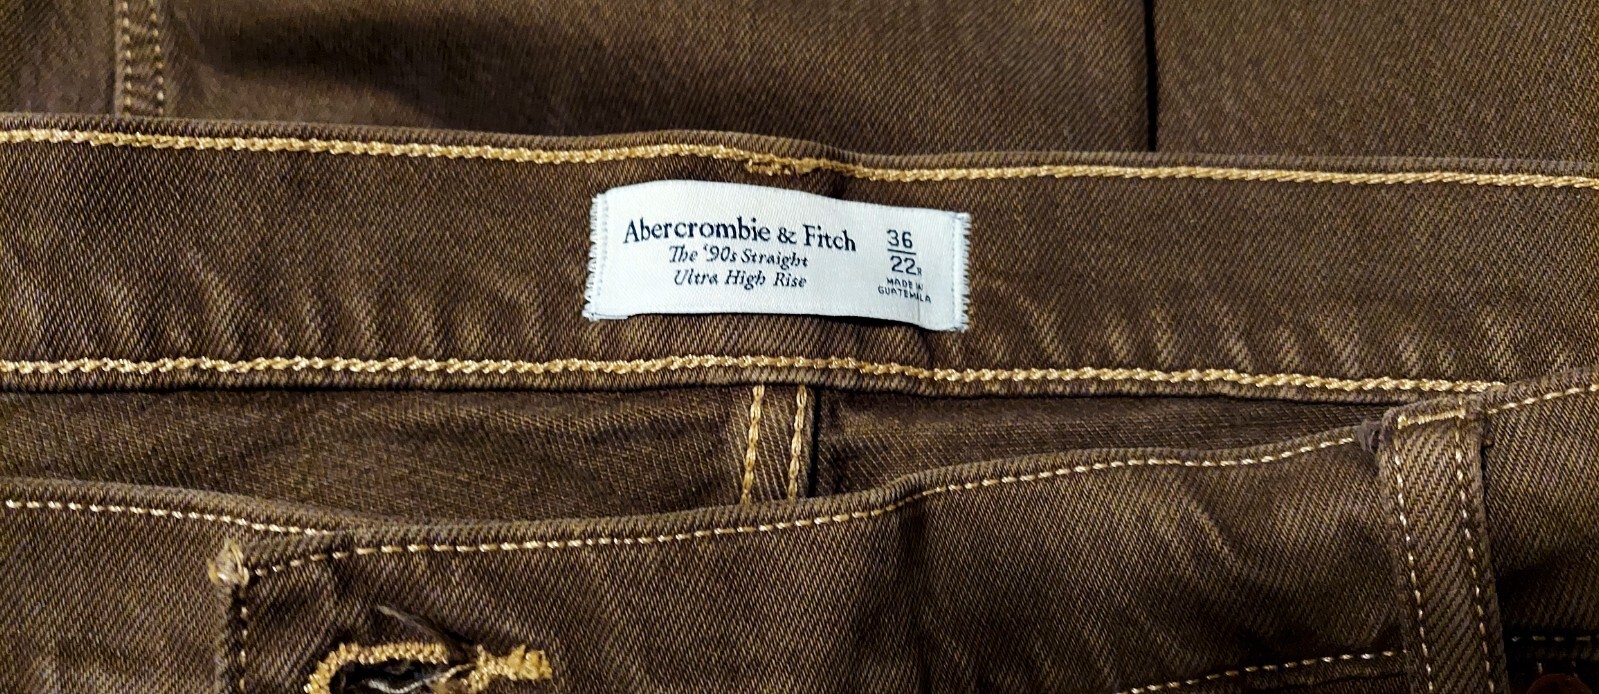 Abercrombie & Fitch
The '90s Straight
Ultra High Rise
36
22R
MADE IN
GUATEMALA